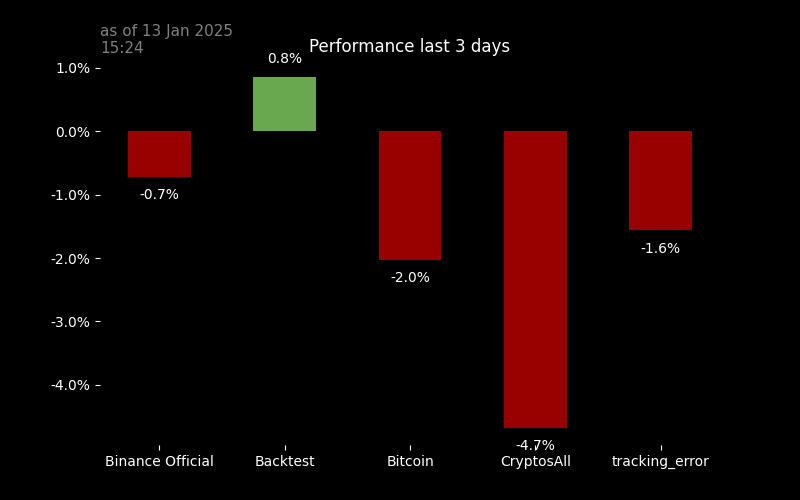 as of 13 Jan 2025
15:24
Performance last 3 days
1.0%
0.0%
-1.0%
-2.0%
-3.0%
-4.0%
-0.7%
0.8%
-2.0%
-4.7%
-1.6%
Binance Official
Backtest
Bitcoin
CryptosAll
tracking_error